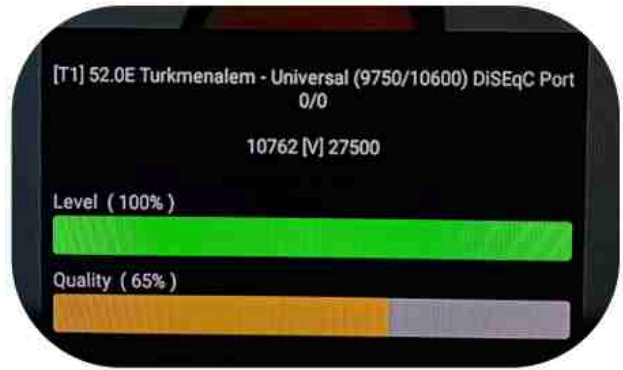 [T1] 52.0E Turkmenalem - Universal (9750/10600) DiSEqC Port
0/0
10762 [V] 27500
Level ( 100% )
Quality ( 65% )